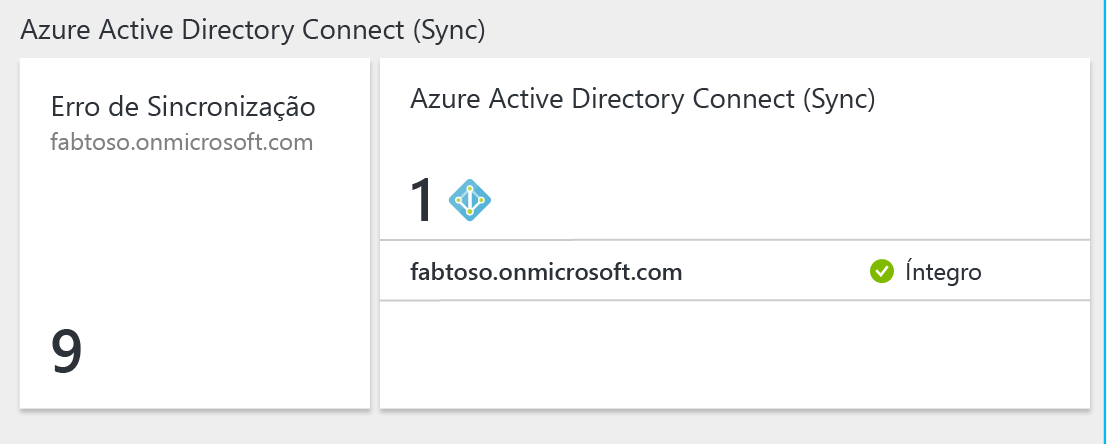 Azure Active Directory Connect (Sync)
Erro de Sincronização
fabtoso.onmicrosoft.com
9
Azure Active Directory Connect (Sync)
1
fabtoso.onmicrosoft.com Íntegro